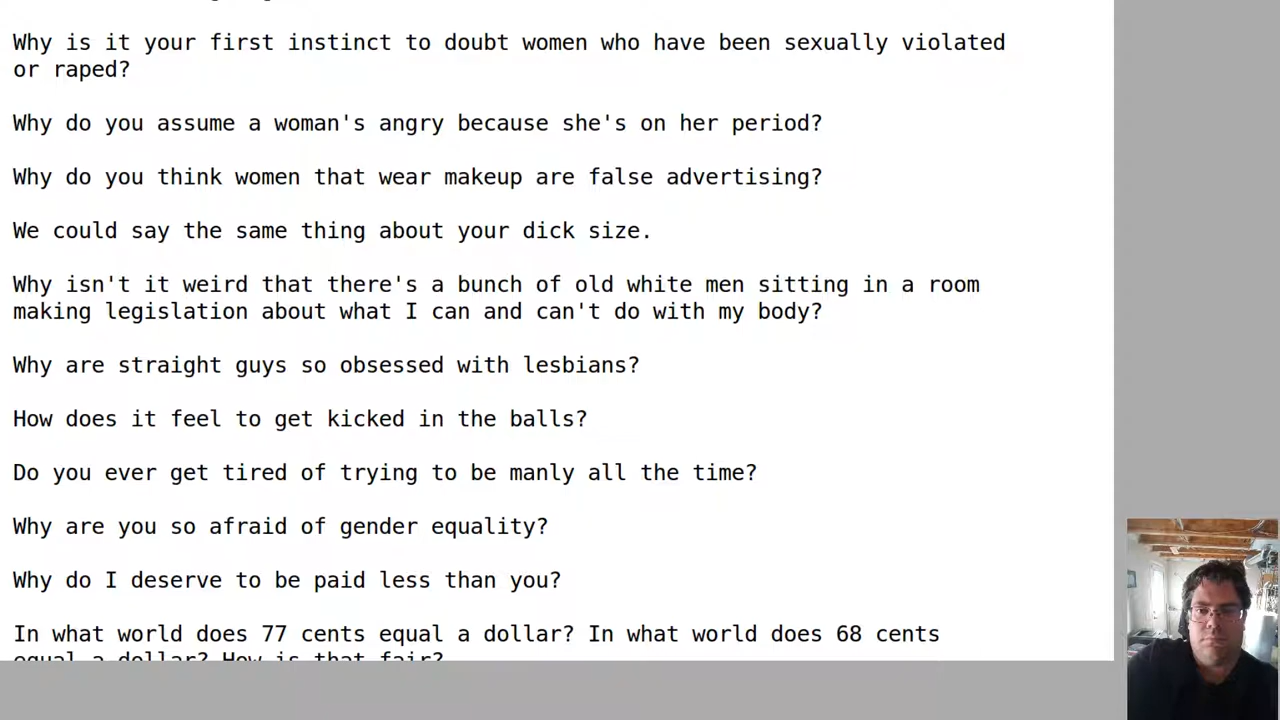 Why is it your first instinct to doubt women who have been sexually violated
or raped?
Why do you assume a woman's angry because she's on her period?
Why do you think women that wear makeup are false advertising?
We could say the same thing about your dick size.
Why isn't it weird that there's a bunch of old white men sitting in a room
making legislation about what I can and can't do with my body?
Why are straight guys so obsessed with lesbians?
How does it feel to get kicked in the balls?
Do you ever get tired of trying to be manly all the time?
Why are you so afraid of gender equality?
Why do I deserve to be paid less than you?
In what world does 77 cents equal a dollar? In what world does 68 cents
equal a dollar? How is that fair?